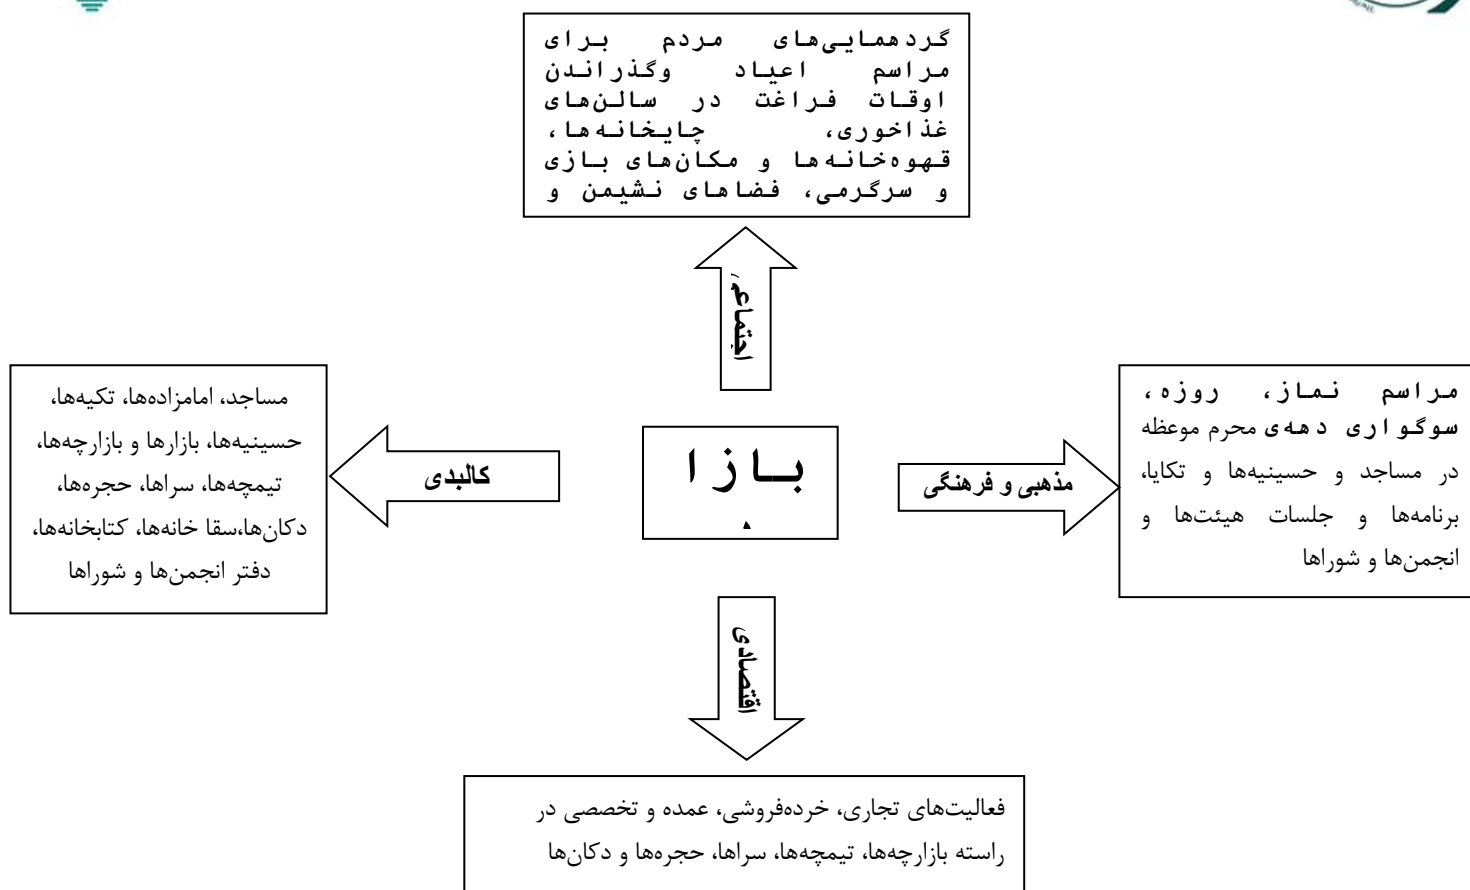 گردهمایی‌های مردم برای
مراسم اعیاد وگذراندن
اوقات فراغت در سالن‌های
غذاخوری، چایخانه‌ها،
قهوه‌خانه‌ها و مکان‌های بازی
و سرگرمی، فضاهای نشیمن و
اجتماعی
مراسم نماز، روزه،
سوگواری دهه‌ی محرم موعظه
در مساجد و حسینیه‌ها و تکایا،
برنامه‌ها و جلسات هیئت‌ها و
انجمن‌ها و شوراها
مذهبی و فرهنگی
بازا
کالبدی
مساجد، امامزاده‌ها، تکیه‌ها،
حسینیه‌ها، بازارها و بازارچه‌ها،
تیمچه‌ها، سراها، حجره‌ها،
دکان‌ها،سقا خانه‌ها، کتابخانه‌ها،
دفتر انجمن‌ها و شوراها
اقتصادی
فعالیت‌های تجاری، خرده‌فروشی، عمده و تخصصی در
راسته بازارچه‌ها، تیمچه‌ها، سراها، حجره‌ها و دکان‌ها